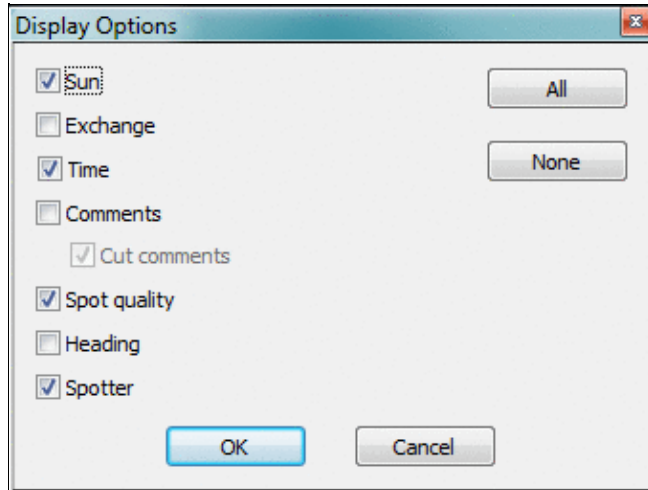 Display Options
Sun
All
Exchange
Time
None
Comments
Cut comments
Spot quality
Heading
Spotter
OK
Cancel